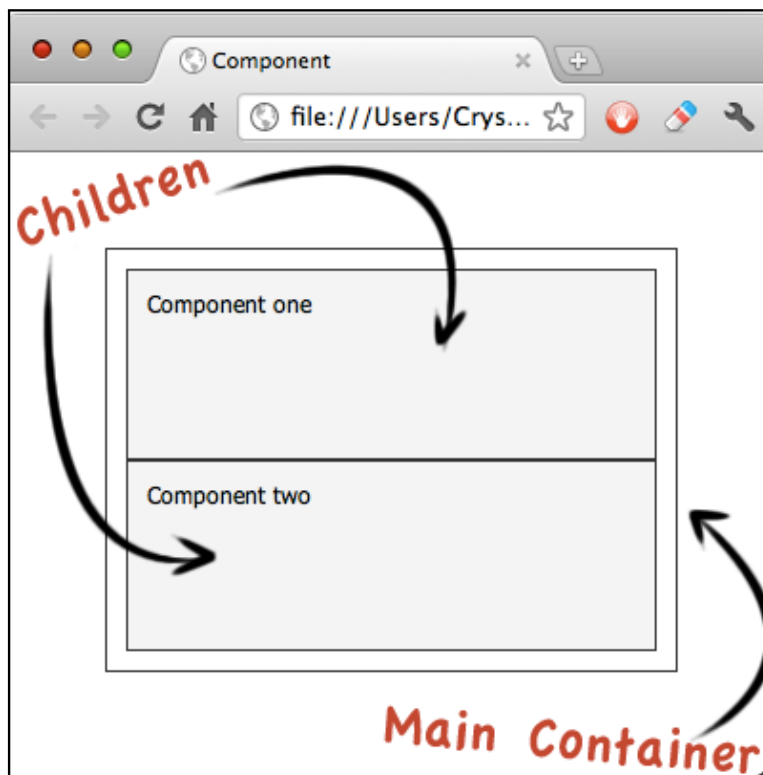 Component
file:///Users/Crys...
Children
Component one
Component two
Main Container